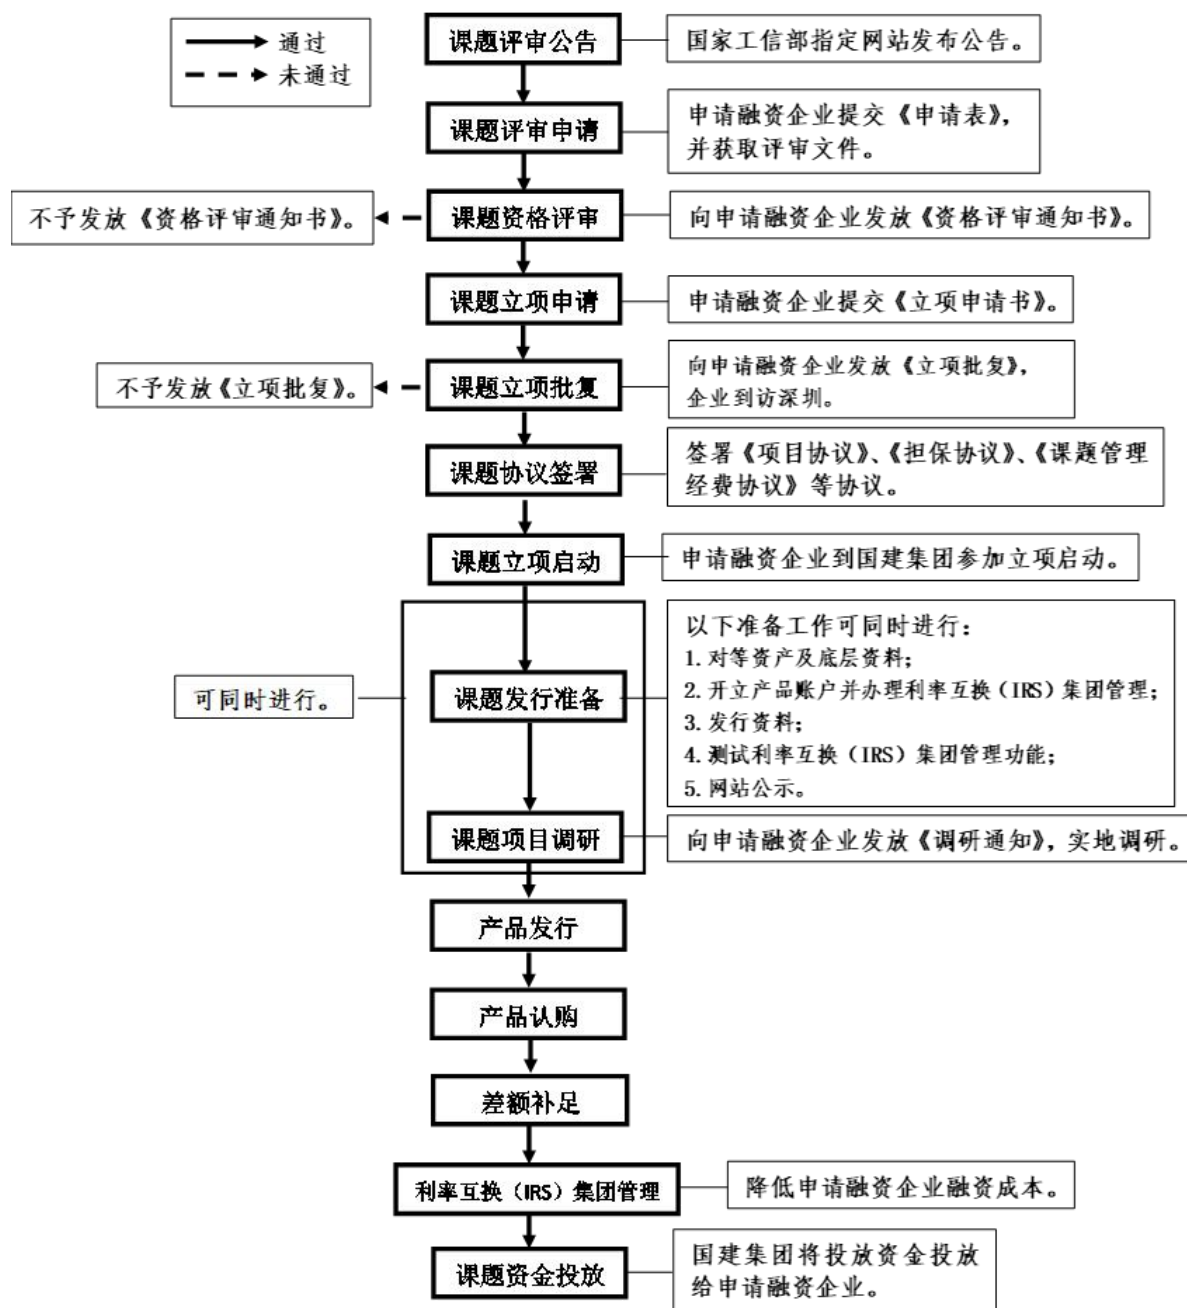 通过
未通过
课题评审公告
国家工信部指定网站发布公告。
课题评审申请
申请融资企业提交《申请表》，
并获取评审文件。
不予发放《资格评审通知书》。
课题资格评审
向申请融资企业发放《资格评审通知书》。
课题立项申请
申请融资企业提交《立项申请书》。
不予发放《立项批复》。
课题立项批复
向申请融资企业发放《立项批复》，
企业到访深圳。
课题协议签署
签署《项目协议》、《担保协议》、《课题管理
经费协议》等协议。
课题立项启动
申请融资企业到国建集团参加立项启动。
可同时进行。
课题发行准备
以下准备工作可同时进行：
1.对等资产及底层资料；
2.开立产品账户并办理利率互换（IRS）集团管理；
3.发行资料；
4.测试利率互换（IRS）集团管理功能；
5.网站公示。
课题项目调研
向申请融资企业发放《调研通知》，实地调研。
产品发行
产品认购
差额补足
利率互换（IRS）集团管理
降低申请融资企业融资成本。
课题资金投放
国建集团将投放资金投放
给申请融资企业。